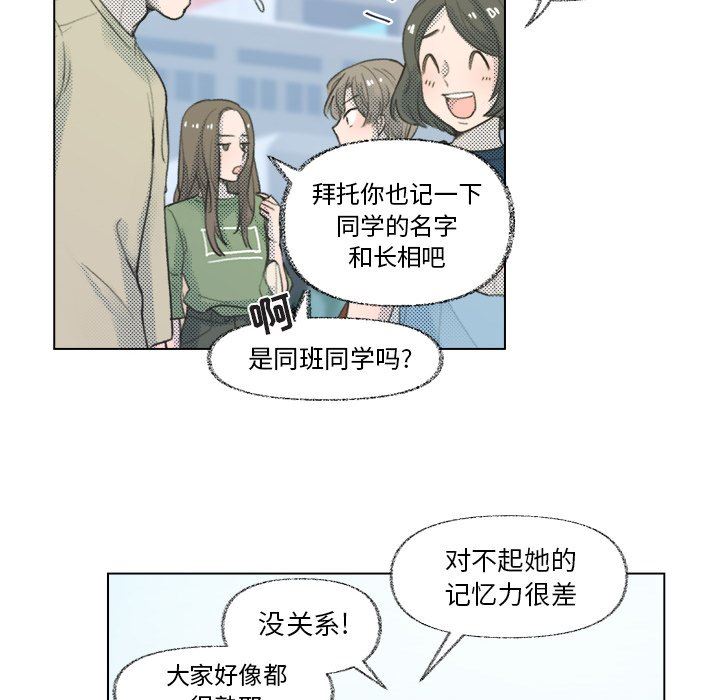 拜托你也记一下
同学的名字
和长相吧
啊
是同班同学吗?
对不起她的
记忆力很差
没关系!
大家好像都